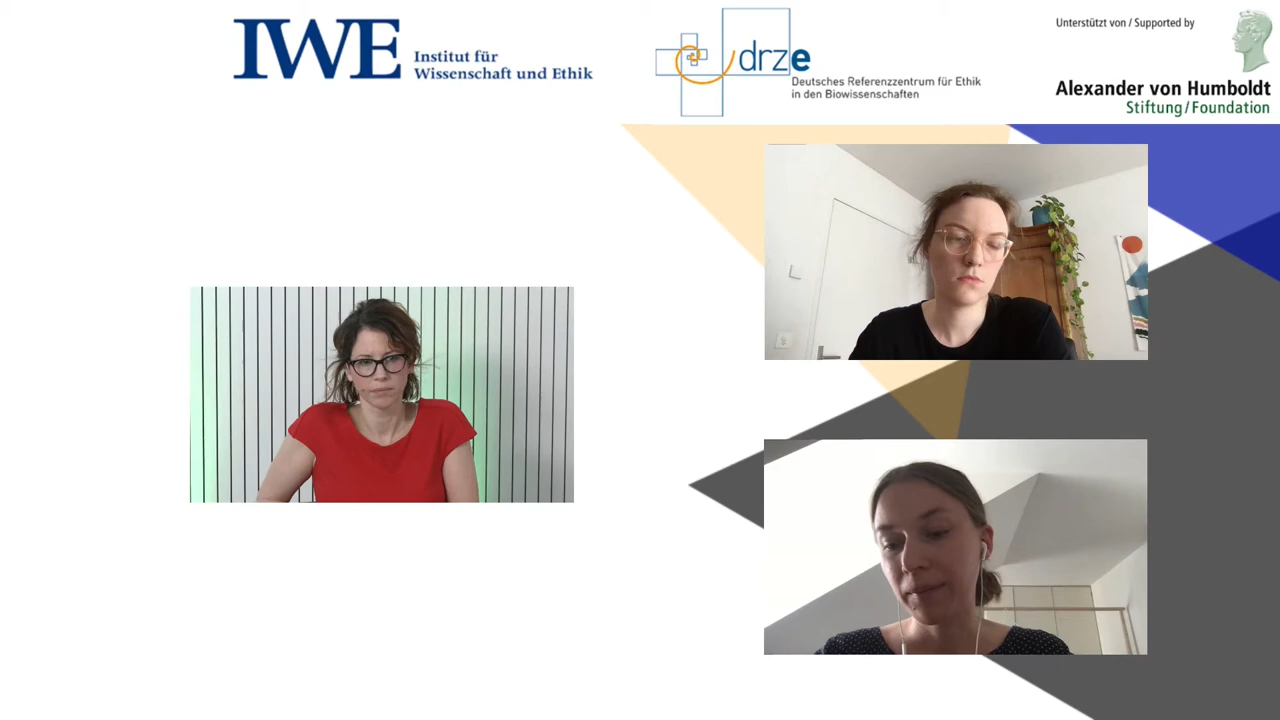 IWE Institut für
Wissenschaft und Ethik
drze
Deutsches Referenzzentrum für Ethik
in den Biowissenschaften
Unterstützt von / Supported by
Alexander von Humboldt
Stiftung/Foundation